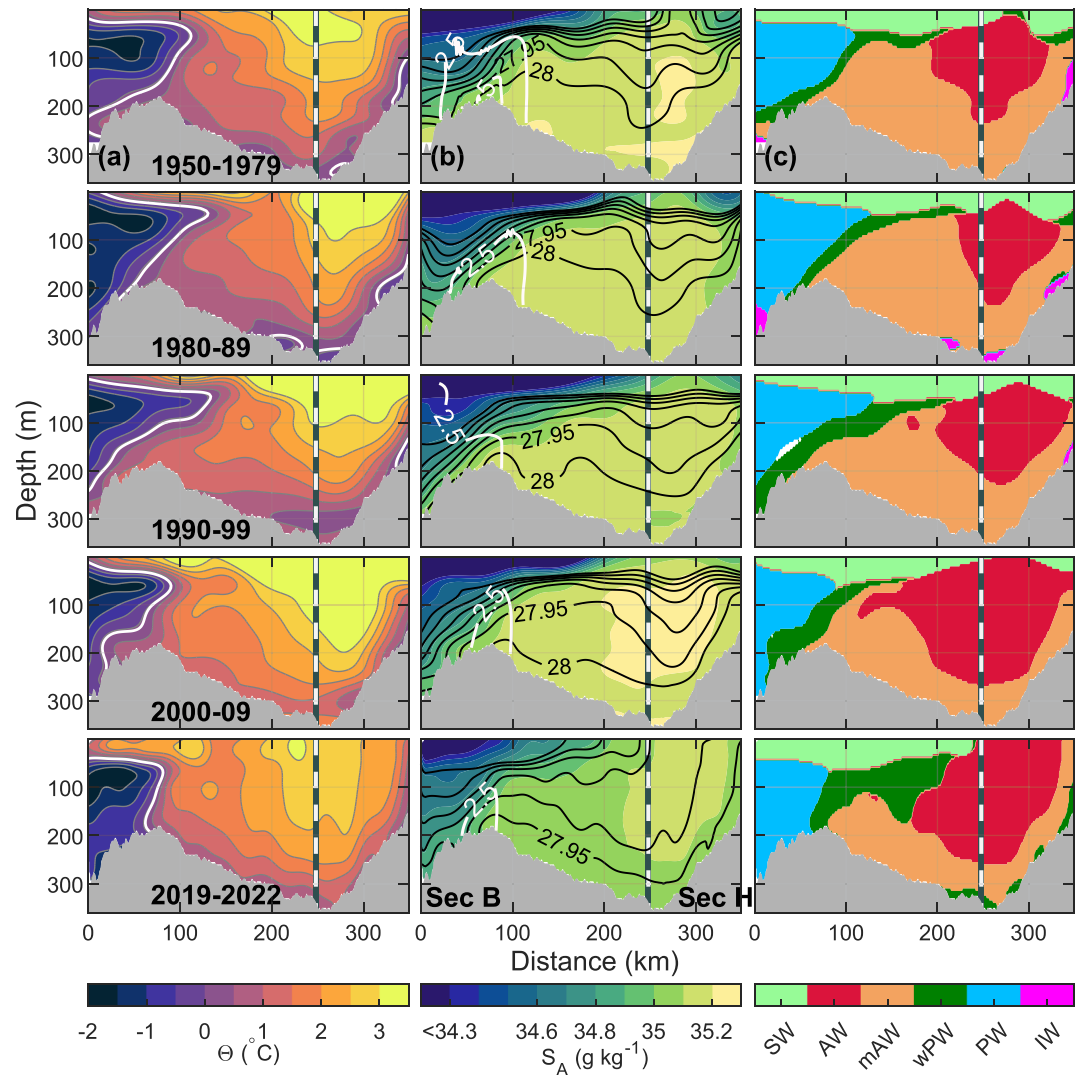 100
200
300
(a)
1950-1979
2.5
27.95
28
.5
(b)
(c)
100
200
300
1980-89
27.95
28
-2.5
100
200
300
1990-99
2.5
27.95
28
100
200
300
2000-09
2.5
27.95
28
100
200
300
2019-2022
2.5
27.95
Sec B
Sec H
Depth (m)
0 100 200 300
0 100 200 300
0 100 200 300
Distance (km)
-2 -1 0 1 2 3
Θ (°C)
<34.3 34.6 34.8 35 35.2
S_A (g kg⁻¹)
SW AW mAW wPW PW IW